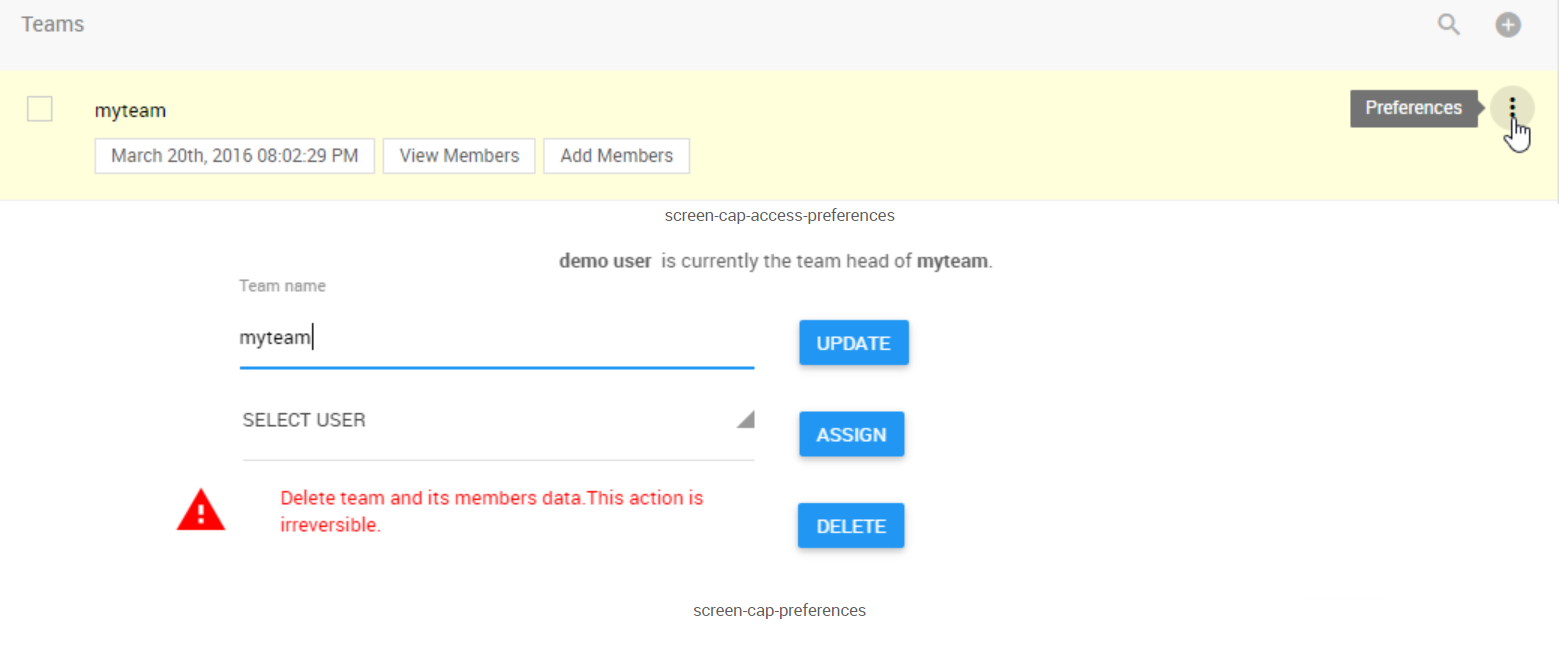 Teams
myteam
Preferences
March 20th, 2016 08:02:29 PM View Members Add Members
screen-cap-access-preferences
demo user is currently the team head of myteam.
Team name
myteam
UPDATE
SELECT USER
ASSIGN
Delete team and its members data.This action is
irreversible.
DELETE
screen-cap-preferences